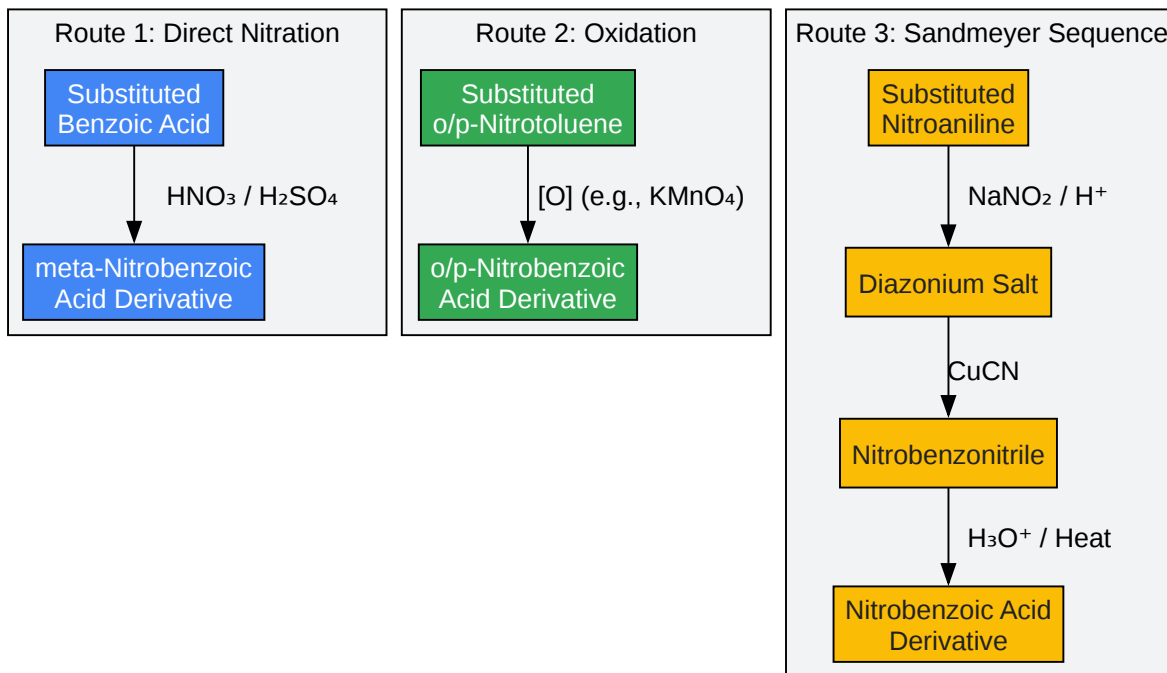 Route 1: Direct Nitration
Substituted
Benzoic Acid
HNO₃ / H₂SO₄
meta-Nitrobenzoic
Acid Derivative
Route 2: Oxidation
Substituted
o/p-Nitrotoluene
[O] (e.g., KMnO₄)
o/p-Nitrobenzoic
Acid Derivative
Route 3: Sandmeyer Sequence
Substituted
Nitroaniline
NaNO₂ / H⁺
Diazonium Salt
CuCN
Nitrobenzonitrile
H₃O⁺ / Heat
Nitrobenzoic Acid
Derivative